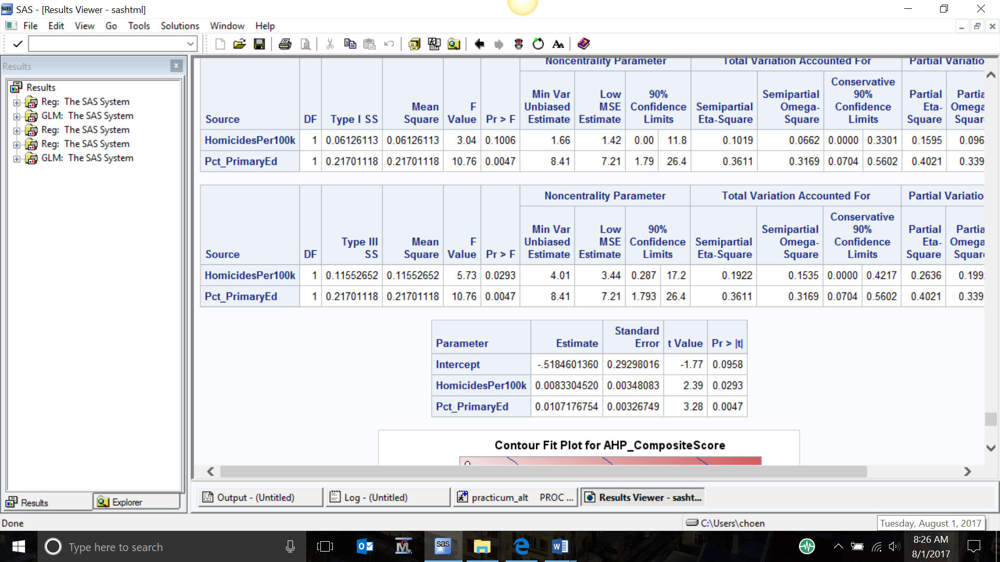 SAS - [Results Viewer - sashtml]
File Edit View Go Tools Solutions Window Help
Results
Results
Reg: The SAS System
GLM: The SAS System
Reg: The SAS System
Reg: The SAS System
GLM: The SAS System
Results Explorer
Noncentrality Parameter Total Variation Accounted For Partial Variatio
Source DF Type I SS Mean Square F Value Pr > F Min Var Unbiased Estimate Low MSE Estimate 90% Confidence Limits Semipartial Eta-Square Semipartial Omega-Square Conservative 90% Confidence Limits Partial Eta-Square Partia Omega Squar
HomicidesPer100k 1 0.06126113 0.06126113 3.04 0.1006 1.66 1.42 0.00 11.8 0.1019 0.0662 0.0000 0.3301 0.1595 0.096
Pct_PrimaryEd 1 0.21701118 0.21701118 10.76 0.0047 8.41 7.21 1.79 26.4 0.3611 0.3169 0.0704 0.5602 0.4021 0.339
Noncentrality Parameter Total Variation Accounted For Partial Variatio
Source DF Type III SS Mean Square F Value Pr > F Min Var Unbiased Estimate Low MSE Estimate 90% Confidence Limits Semipartial Eta-Square Semipartial Omega-Square Conservative 90% Confidence Limits Partial Eta-Square Partia Omega Squar
HomicidesPer100k 1 0.11552652 0.11552652 5.73 0.0293 4.01 3.44 0.287 17.2 0.1922 0.1535 0.0000 0.4217 0.2636 0.199
Pct_PrimaryEd 1 0.21701118 0.21701118 10.76 0.0047 8.41 7.21 1.793 26.4 0.3611 0.3169 0.0704 0.5602 0.4021 0.339
Parameter Estimate Standard Error t Value Pr > |t|
Intercept -.5184601360 0.29298016 -1.77 0.0958
HomicidesPer100k 0.0083304520 0.00348083 2.39 0.0293
Pct_PrimaryEd 0.0107176754 0.00326749 3.28 0.0047
Contour Fit Plot for AHP_CompositeScore
Output - (Untitled) Log - (Untitled) practicum_alt PROC ... Results Viewer - sasht...
Done C:\Users\choen Tuesday, August 1, 2017
Type here to search sas 8:26 AM
8/1/2017